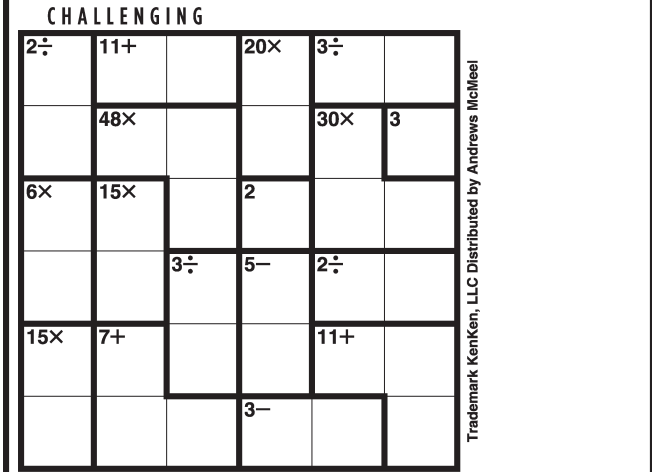 CHALLENGING
2÷ 11+ 20× 3÷
48× 30× 3
6× 15× 2
3÷ 5− 2÷
15× 7+ 11+
3−
Trademark KenKen, LLC Distributed by Andrews McMeel